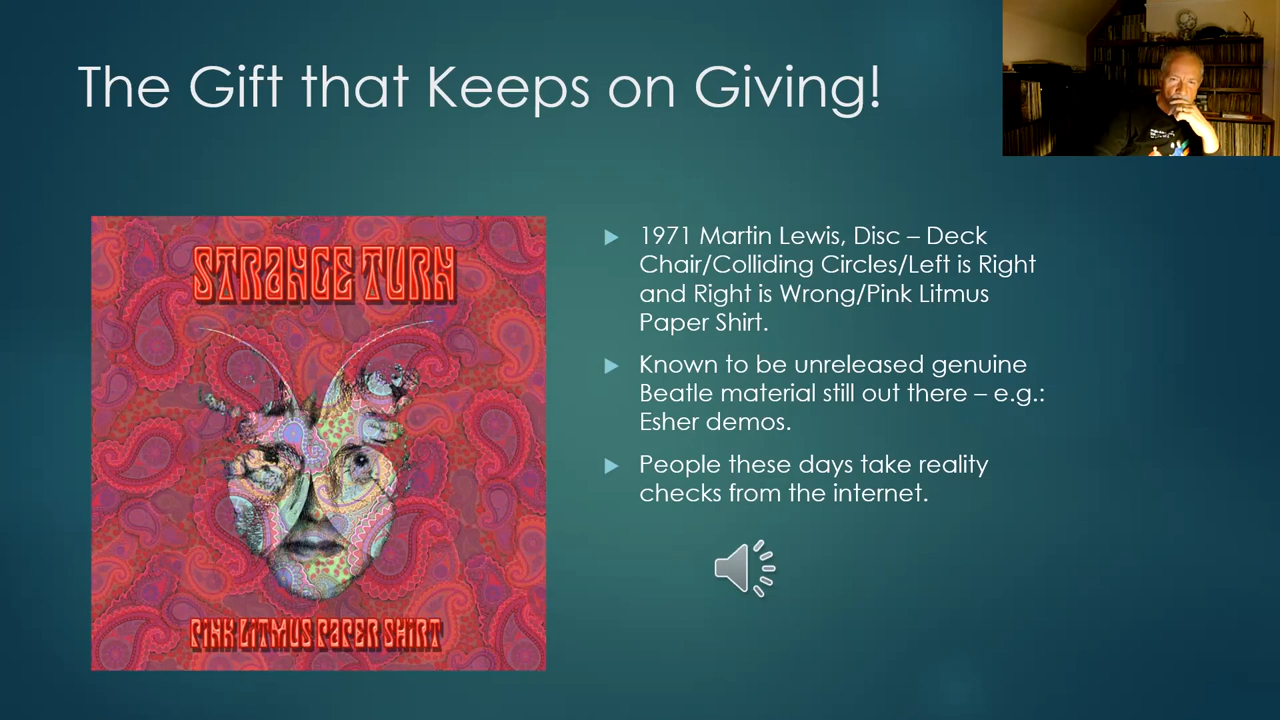 The Gift that Keeps on Giving!
STRANGE TURN
PINK LITMUS PAPER SHIRT
1971 Martin Lewis, Disc – Deck
Chair/Colliding Circles/Left is Right
and Right is Wrong/Pink Litmus
Paper Shirt.
Known to be unreleased genuine
Beatle material still out there – e.g.:
Esher demos.
People these days take reality
checks from the internet.